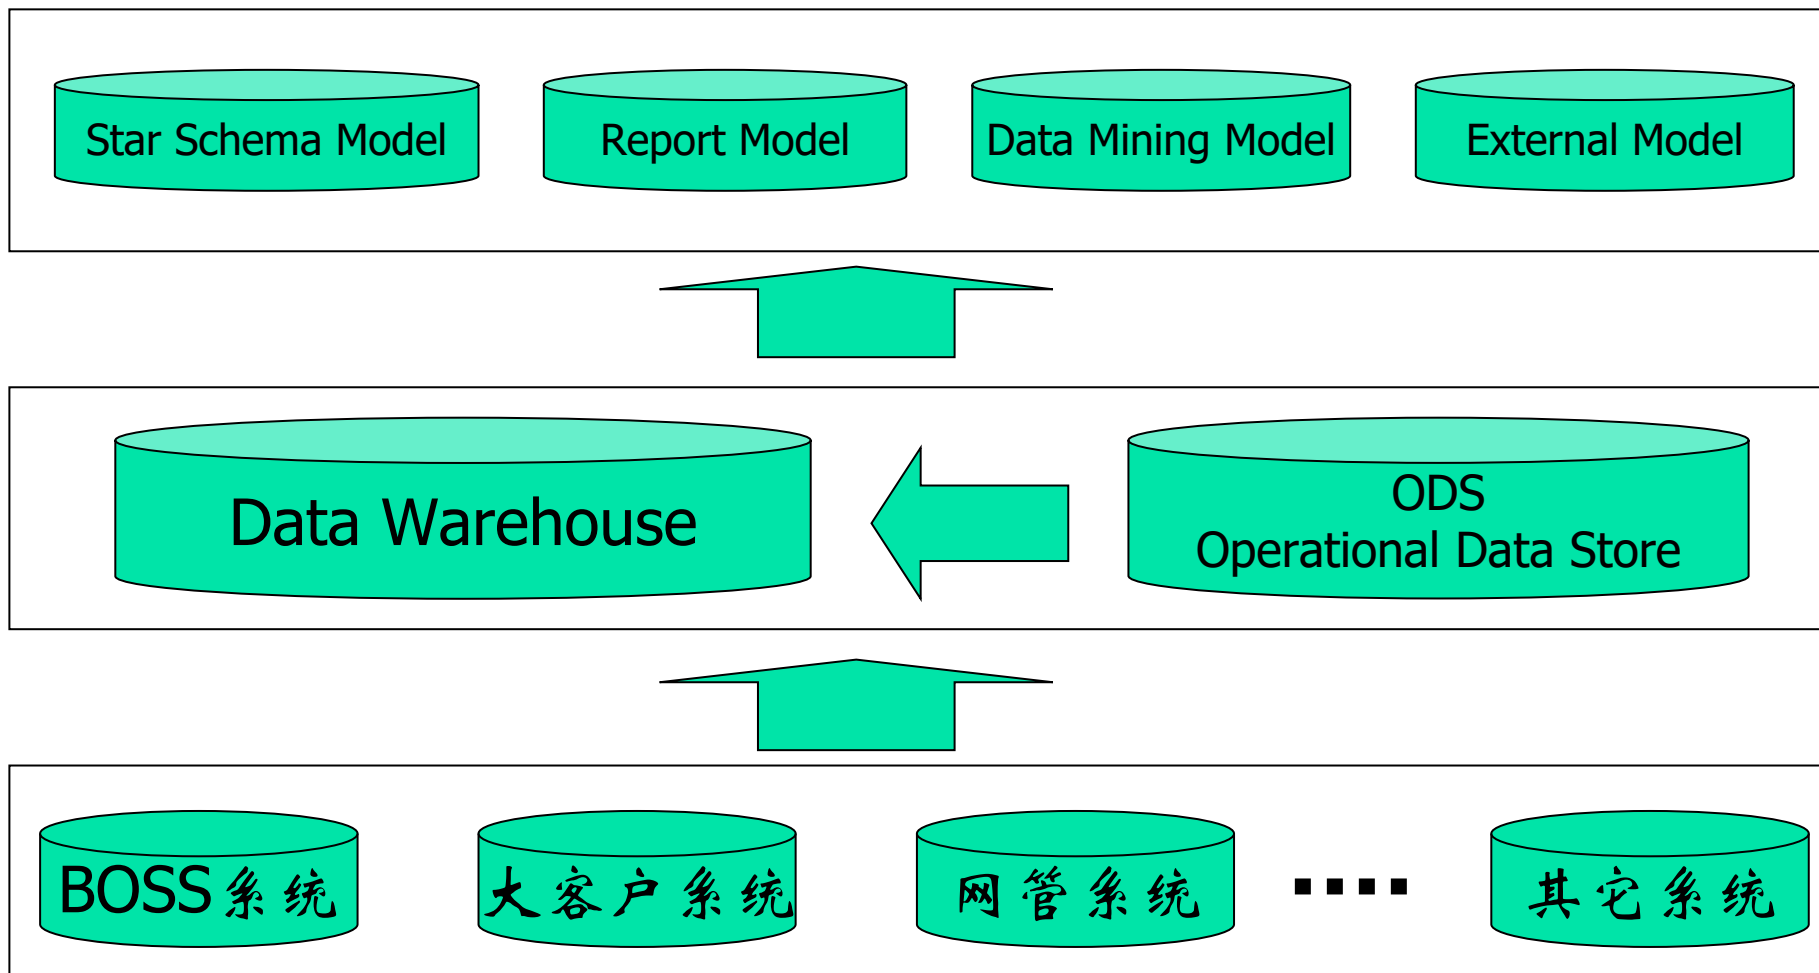 Star Schema Model
Report Model
Data Mining Model
External Model
Data Warehouse
ODS
Operational Data Store
BOSS系统
大客户系统
网管系统
其它系统